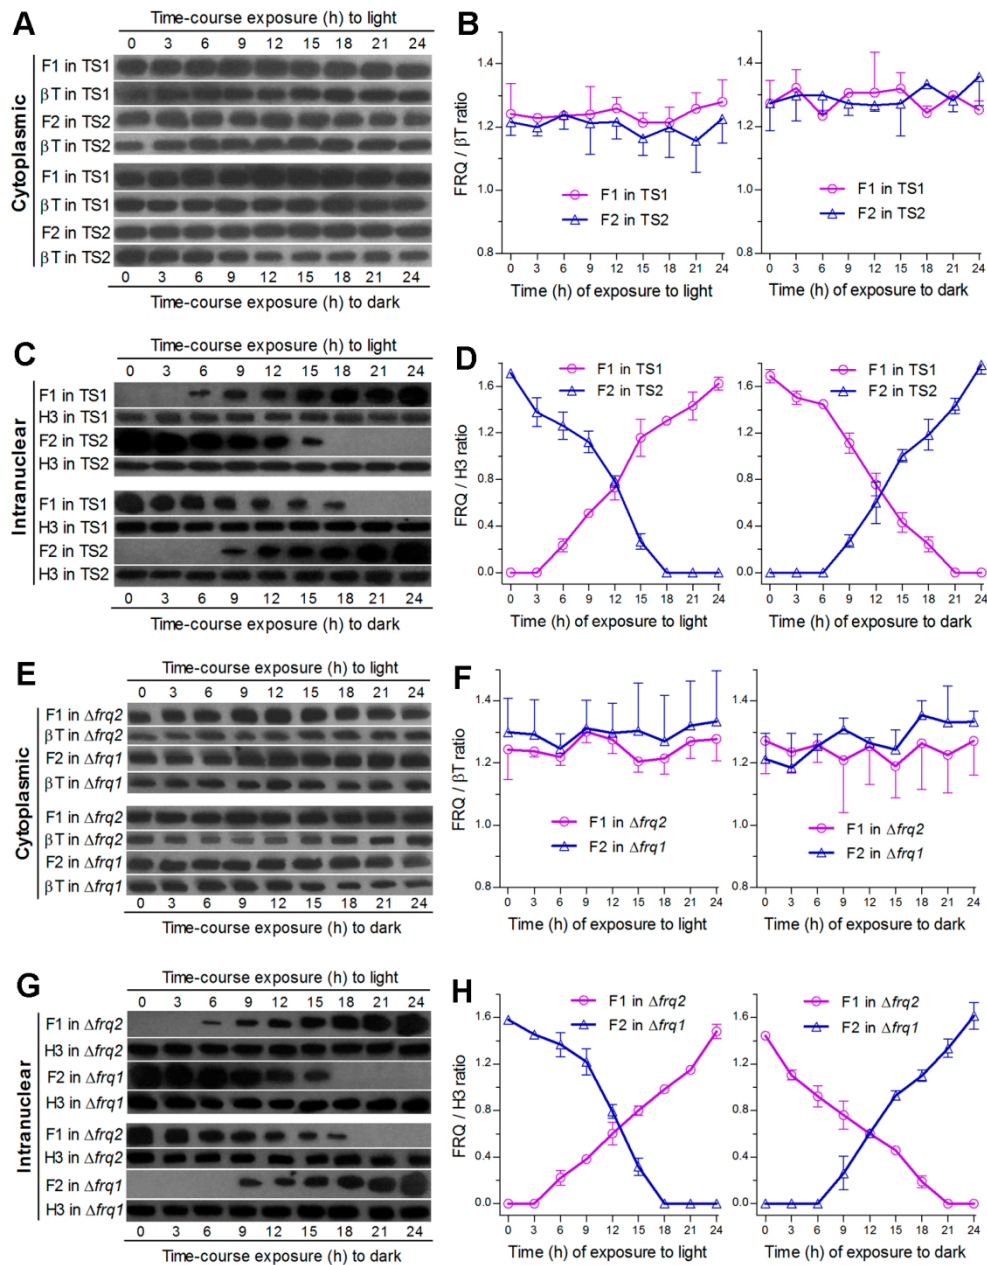 A
Time-course exposure (h) to light
0 3 6 9 12 15 18 21 24
Cytoplasmic
F1 in TS1
βT in TS1
F2 in TS2
βT in TS2
F1 in TS1
βT in TS1
F2 in TS2
βT in TS2
0 3 6 9 12 15 18 21 24
Time-course exposure (h) to dark
B
FRQ / βT ratio
1.4
1.2
1.0
0.8
F1 in TS1
F2 in TS2
0 3 6 9 12 15 18 21 24
Time (h) of exposure to light
1.4
1.2
1.0
0.8
F1 in TS1
F2 in TS2
0 3 6 9 12 15 18 21 24
Time (h) of exposure to dark
C
Time-course exposure (h) to light
0 3 6 9 12 15 18 21 24
Intranuclear
F1 in TS1
H3 in TS1
F2 in TS2
H3 in TS2
F1 in TS1
H3 in TS1
F2 in TS2
H3 in TS2
0 3 6 9 12 15 18 21 24
Time-course exposure (h) to dark
D
FRQ / H3 ratio
1.6
1.2
0.8
0.4
0.0
F1 in TS1
F2 in TS2
0 3 6 9 12 15 18 21 24
Time (h) of exposure to light
1.6
1.2
0.8
0.4
0.0
F1 in TS1
F2 in TS2
0 3 6 9 12 15 18 21 24
Time (h) of exposure to dark
E
Time-course exposure (h) to light
0 3 6 9 12 15 18 21 24
Cytoplasmic
F1 in Δfrq2
βT in Δfrq2
F2 in Δfrq1
βT in Δfrq1
F1 in Δfrq2
βT in Δfrq2
F2 in Δfrq1
βT in Δfrq1
0 3 6 9 12 15 18 21 24
Time-course exposure (h) to dark
F
FRQ / βT ratio
1.4
1.2
1.0
0.8
F1 in Δfrq2
F2 in Δfrq1
0 3 6 9 12 15 18 21 24
Time (h) of exposure to light
1.4
1.2
1.0
0.8
F1 in Δfrq2
F2 in Δfrq1
0 3 6 9 12 15 18 21 24
Time (h) of exposure to dark
G
Time-course exposure (h) to light
0 3 6 9 12 15 18 21 24
Intranuclear
F1 in Δfrq2
H3 in Δfrq2
F2 in Δfrq1
H3 in Δfrq1
F1 in Δfrq2
H3 in Δfrq2
F2 in Δfrq1
H3 in Δfrq1
0 3 6 9 12 15 18 21 24
Time-course exposure (h) to dark
H
FRQ / H3 ratio
1.6
1.2
0.8
0.4
0.0
F1 in Δfrq2
F2 in Δfrq1
0 3 6 9 12 15 18 21 24
Time (h) of exposure to light
1.6
1.2
0.8
0.4
0.0
F1 in Δfrq2
F2 in Δfrq1
0 3 6 9 12 15 18 21 24
Time (h) of exposure to dark